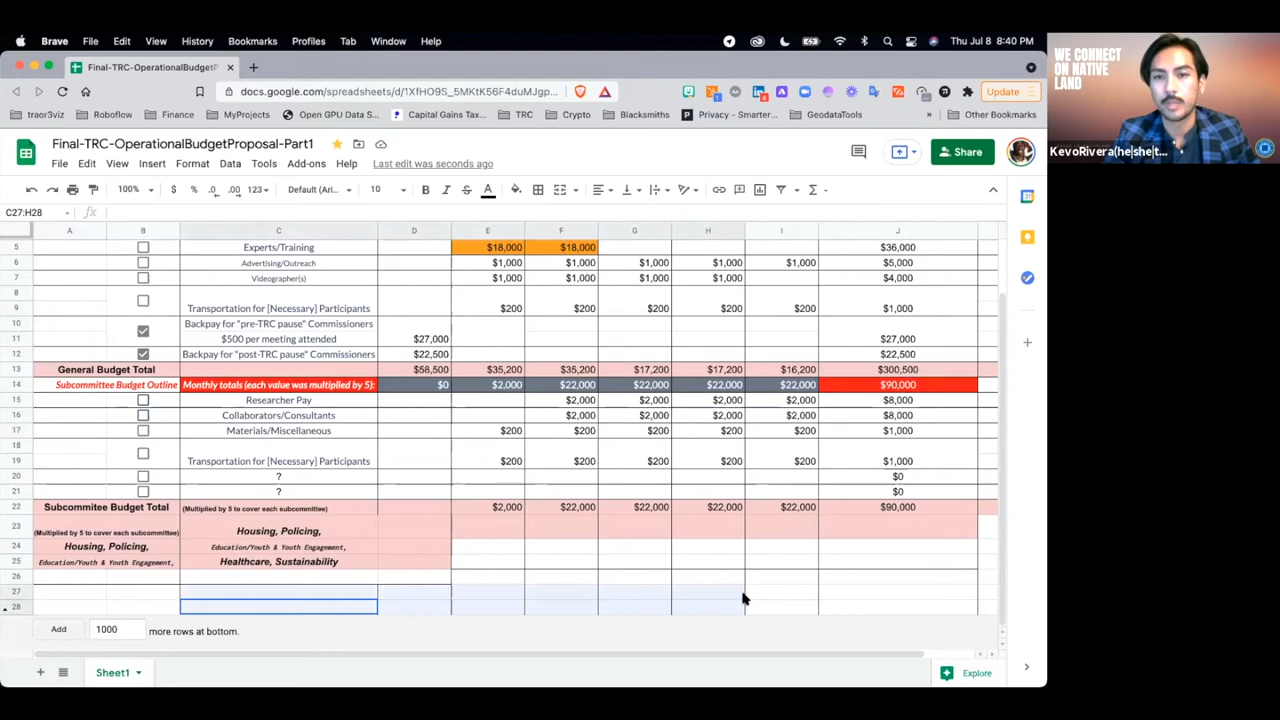 Brave File Edit View History Bookmarks Profiles Tab Window Help Thu Jul 8 8:40 PM
Final-TRC-OperationalBudgetP
docs.google.com/spreadsheets/d/1XfHO9S_5MKtK56F4duMJgp... Update
traor3viz Roboflow Finance MyProjects Open GPU Data S... Capital Gains Tax... TRC Crypto Blacksmiths Privacy - Smarter... GeodataTools » Other Bookmarks
Final-TRC-OperationalBudgetProposal-Part1
File Edit View Insert Format Data Tools Add-ons Help Last edit was seconds ago
Share
100% $ % .0 .00 123 Default (Ari... 10 B I S A
C27:H28 fx
A B C D E F G H I J
5 Experts/Training $18,000 $18,000 $36,000
6 Advertising/Outreach $1,000 $1,000 $1,000 $1,000 $1,000 $5,000
7 Videographer(s) $1,000 $1,000 $1,000 $1,000 $4,000
8
9 Transportation for [Necessary] Participants $200 $200 $200 $200 $200 $1,000
10 Backpay for "pre-TRC pause" Commissioners
11 $500 per meeting attended $27,000 $27,000
12 Backpay for "post-TRC pause" Commissioners $22,500 $22,500
13 General Budget Total $58,500 $35,200 $35,200 $17,200 $17,200 $16,200 $300,500
14 Subcommittee Budget Outline Monthly totals (each value was multiplied by 5): $0 $2,000 $22,000 $22,000 $22,000 $22,000 $90,000
15 Researcher Pay $2,000 $2,000 $2,000 $2,000 $8,000
16 Collaborators/Consultants $2,000 $2,000 $2,000 $2,000 $8,000
17 Materials/Miscellaneous $200 $200 $200 $200 $200 $1,000
18
19 Transportation for [Necessary] Participants $200 $200 $200 $200 $200 $1,000
20 ? $0
21 ? $0
22 Subcommitee Budget Total (Multiplied by 5 to cover each subcommittee) $2,000 $22,000 $22,000 $22,000 $22,000 $90,000
23 (Multiplied by 5 to cover each subcommittee) Housing, Policing,
24 Housing, Policing, Education/Youth & Youth Engagement,
25 Education/Youth & Youth Engagement, Healthcare, Sustainability
26
27
28
Add 1000 more rows at bottom.
Sheet1 Explore
WE CONNECT
ON NATIVE
LAND
KevoRivera(he|she|t...